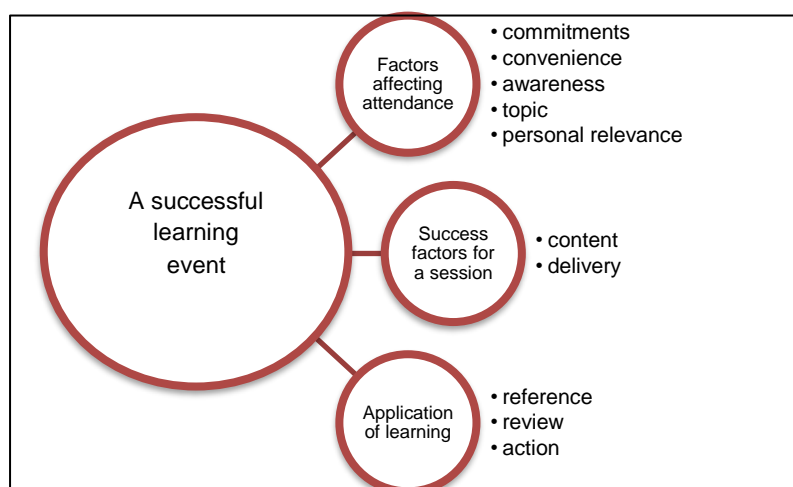 A successful
learning
event
Factors
affecting
attendance
• commitments
• convenience
• awareness
• topic
• personal relevance
Success
factors for
a session
• content
• delivery
Application
of learning
• reference
• review
• action